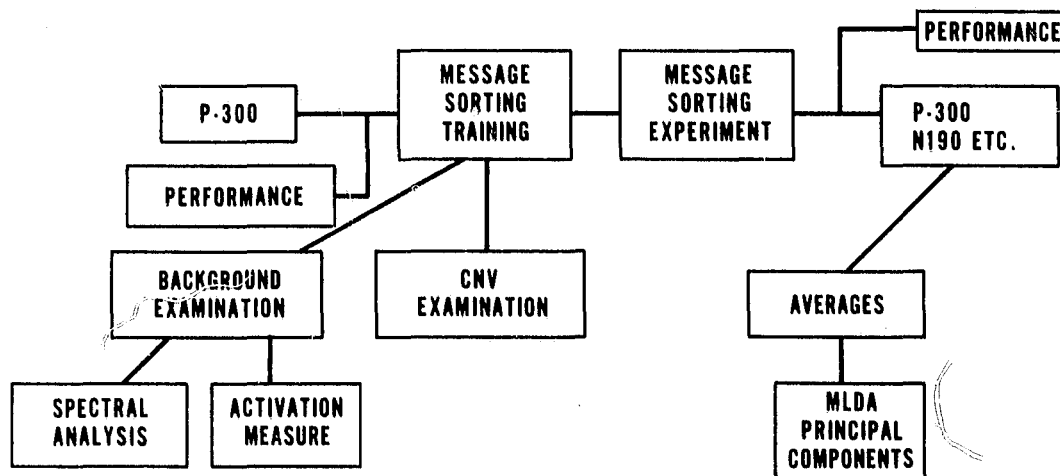 PERFORMANCE
MESSAGE
SORTING
TRAINING
MESSAGE
SORTING
EXPERIMENT
P-300
P-300
N190 ETC.
PERFORMANCE
BACKGROUND
EXAMINATION
CNV
EXAMINATION
AVERAGES
SPECTRAL
ANALYSIS
ACTIVATION
MEASURE
MLDA
PRINCIPAL
COMPONENTS